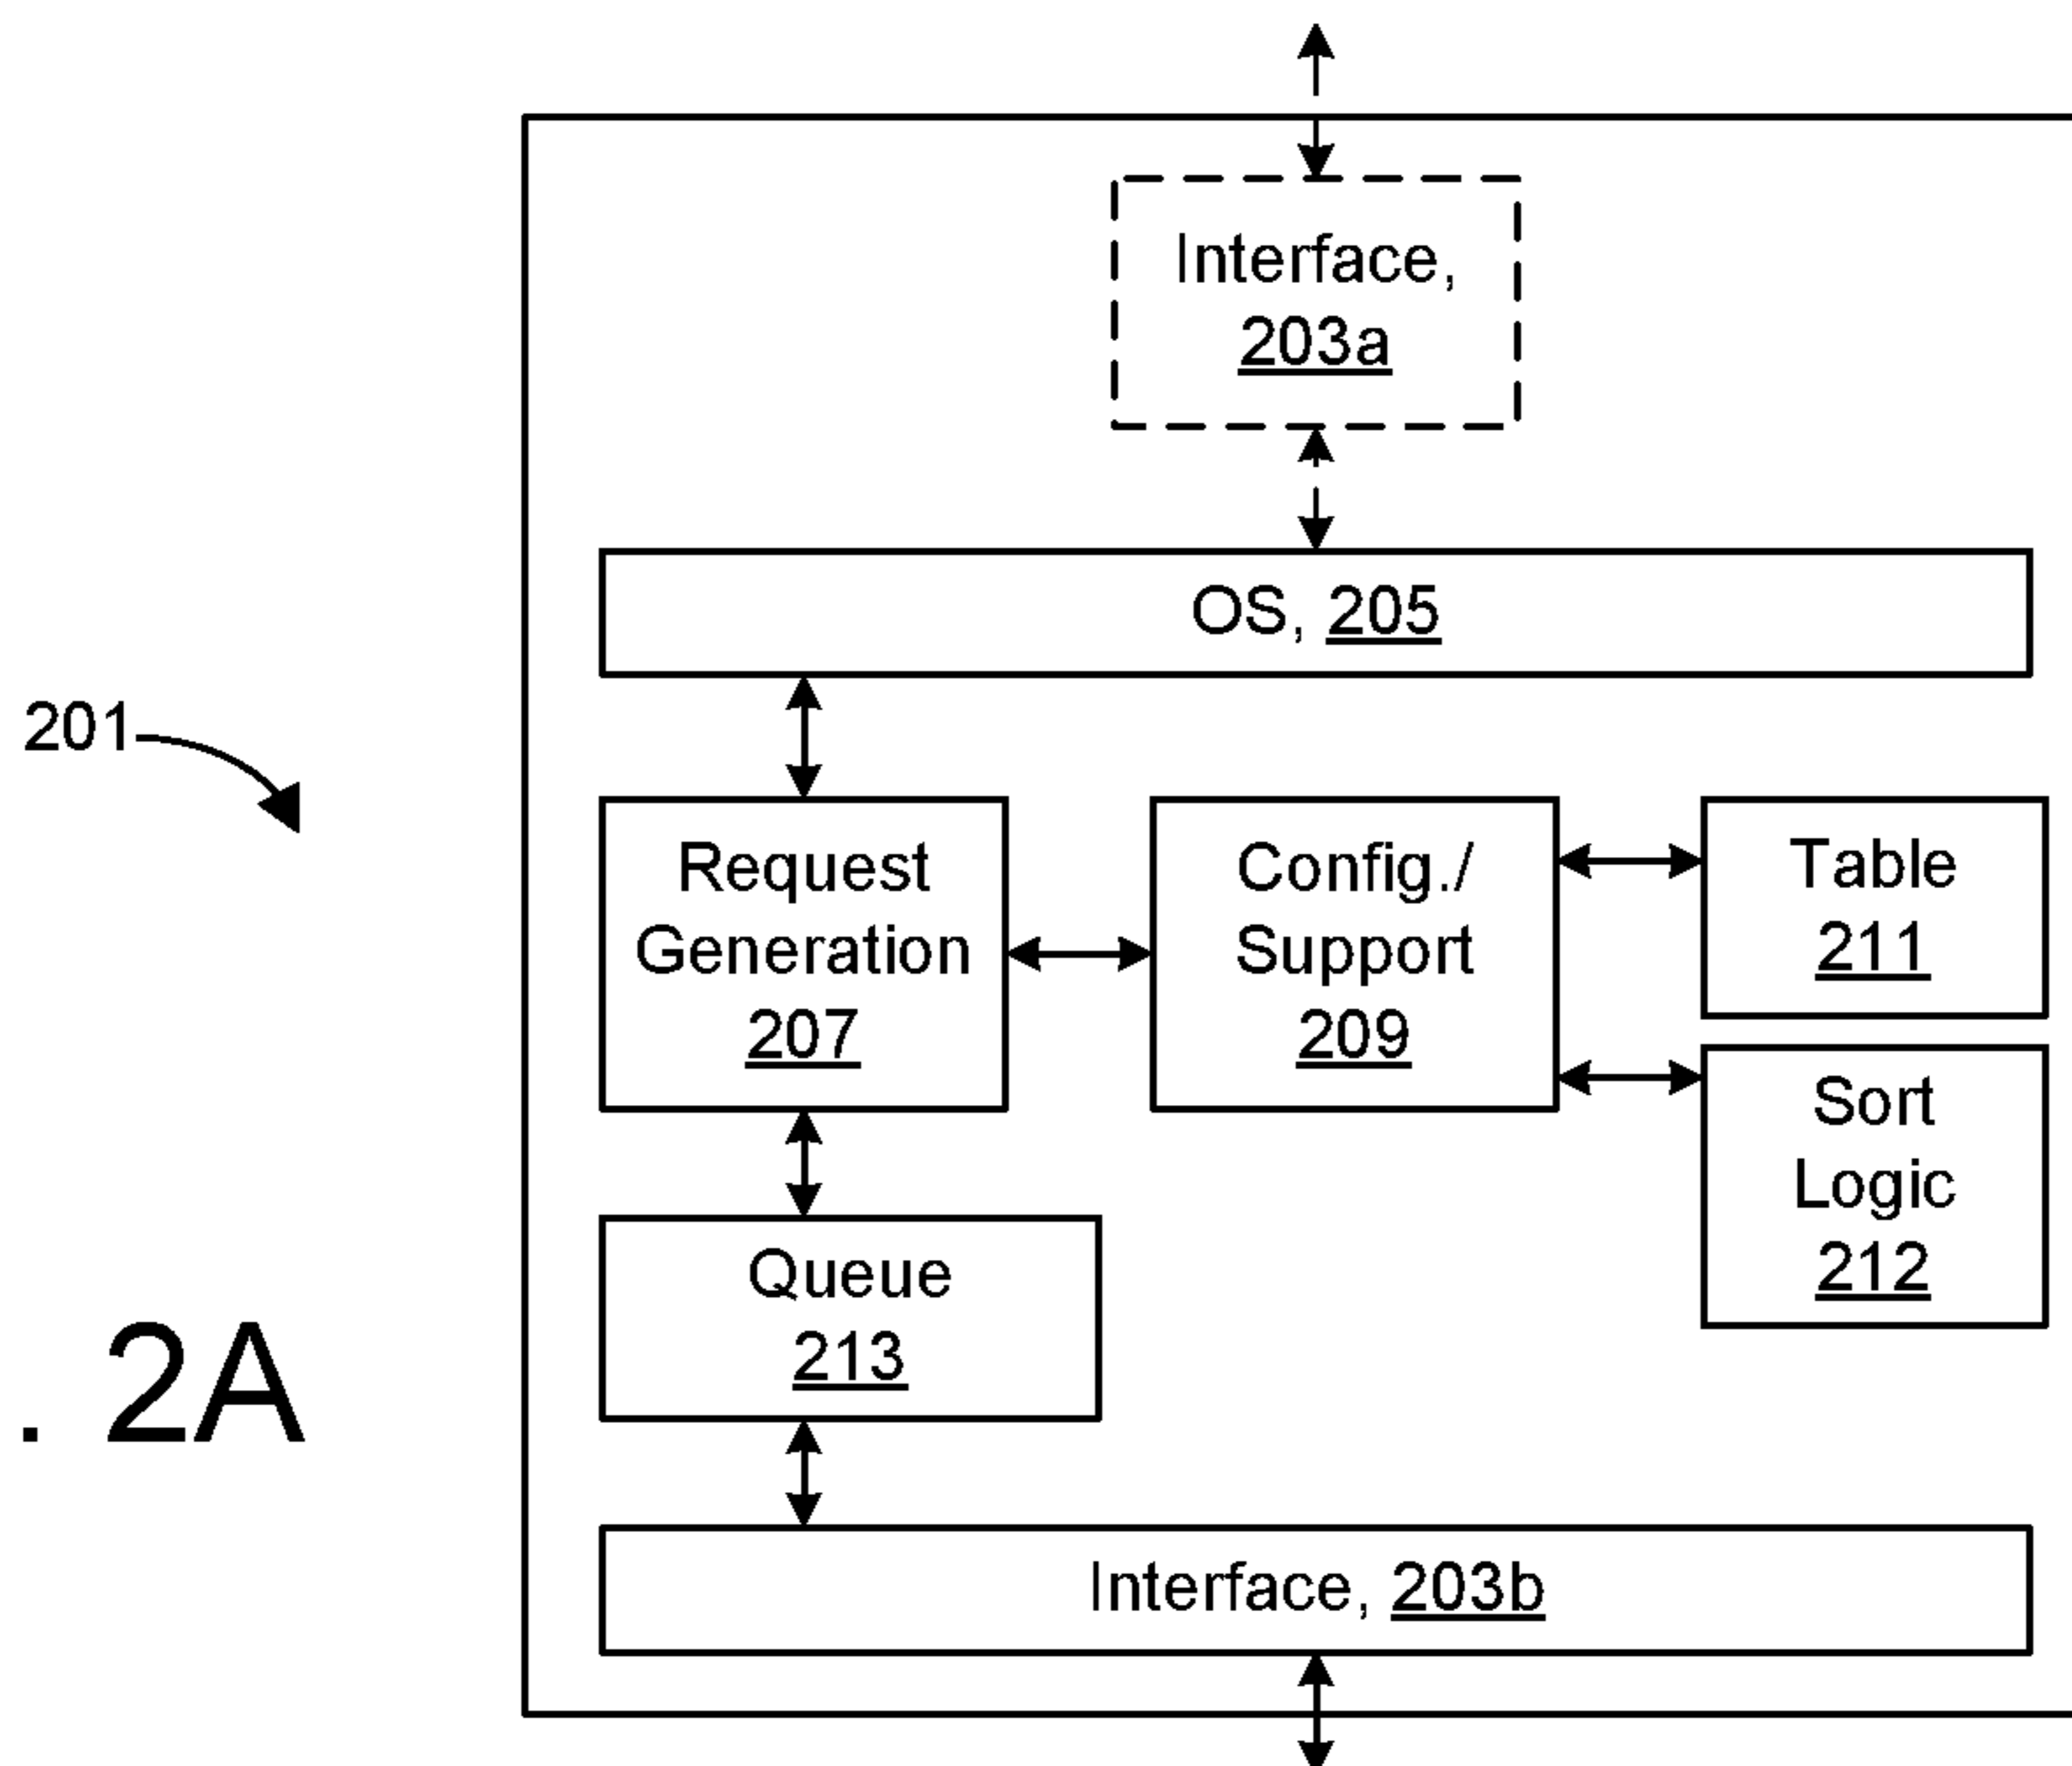 Interface,
203a
OS, 205
201
Request
Generation
207
Config./
Support
209
Table
211
Sort
Logic
212
Queue
213
. 2A
Interface, 203b